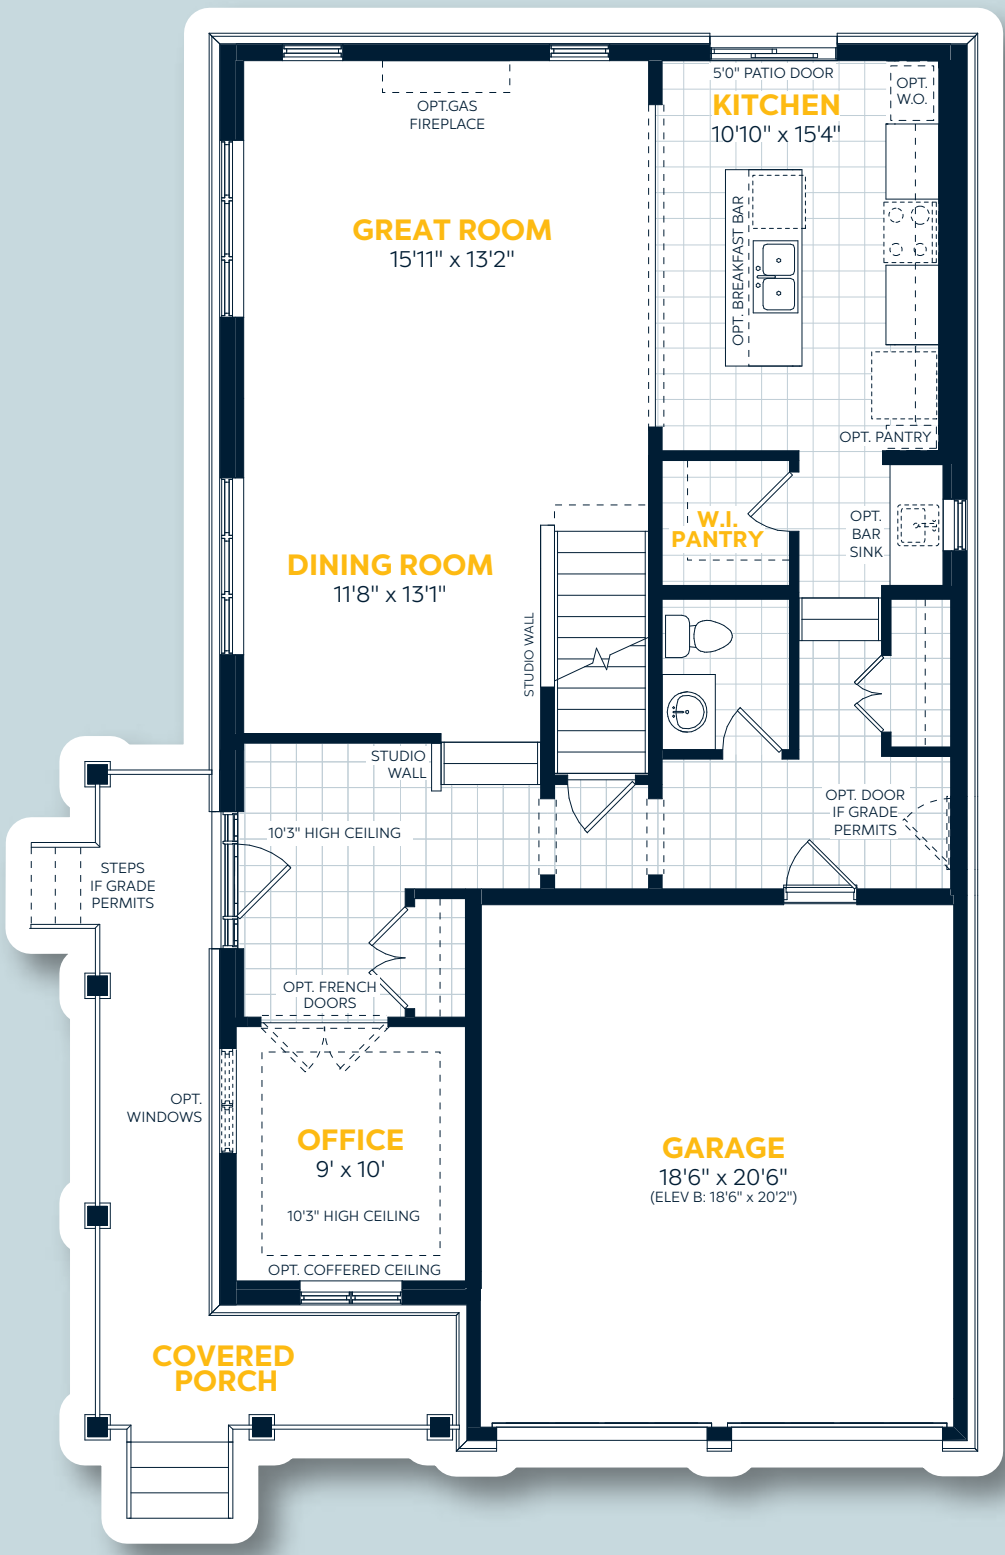 5'0" PATIO DOOR
KITCHEN
10'10" x 15'4"
OPT.
W.O.
OPT.GAS
FIREPLACE
GREAT ROOM
15'11" x 13'2"
OPT. BREAKFAST BAR
OPT. PANTRY
W.I.
PANTRY
OPT.
BAR
SINK
DINING ROOM
11'8" x 13'1"
STUDIO WALL
STUDIO
WALL
10'3" HIGH CEILING
OPT. DOOR
IF GRADE
PERMITS
STEPS
IF GRADE
PERMITS
OPT. FRENCH
DOORS
OPT.
WINDOWS
OFFICE
9' x 10'
10'3" HIGH CEILING
OPT. COFFERED CEILING
GARAGE
18'6" x 20'6"
(ELEV B: 18'6" x 20'2")
COVERED
PORCH